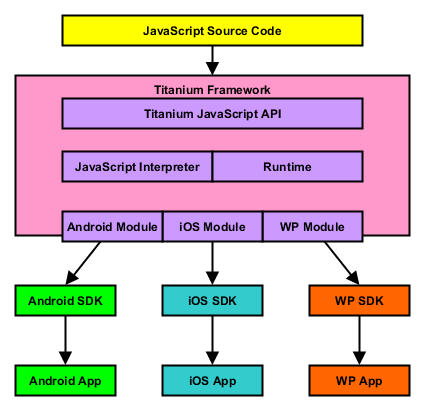 JavaScript Source Code
Titanium Framework
Titanium JavaScript API
JavaScript Interpreter Runtime
Android Module iOS Module WP Module
Android SDK iOS SDK WP SDK
Android App iOS App WP App